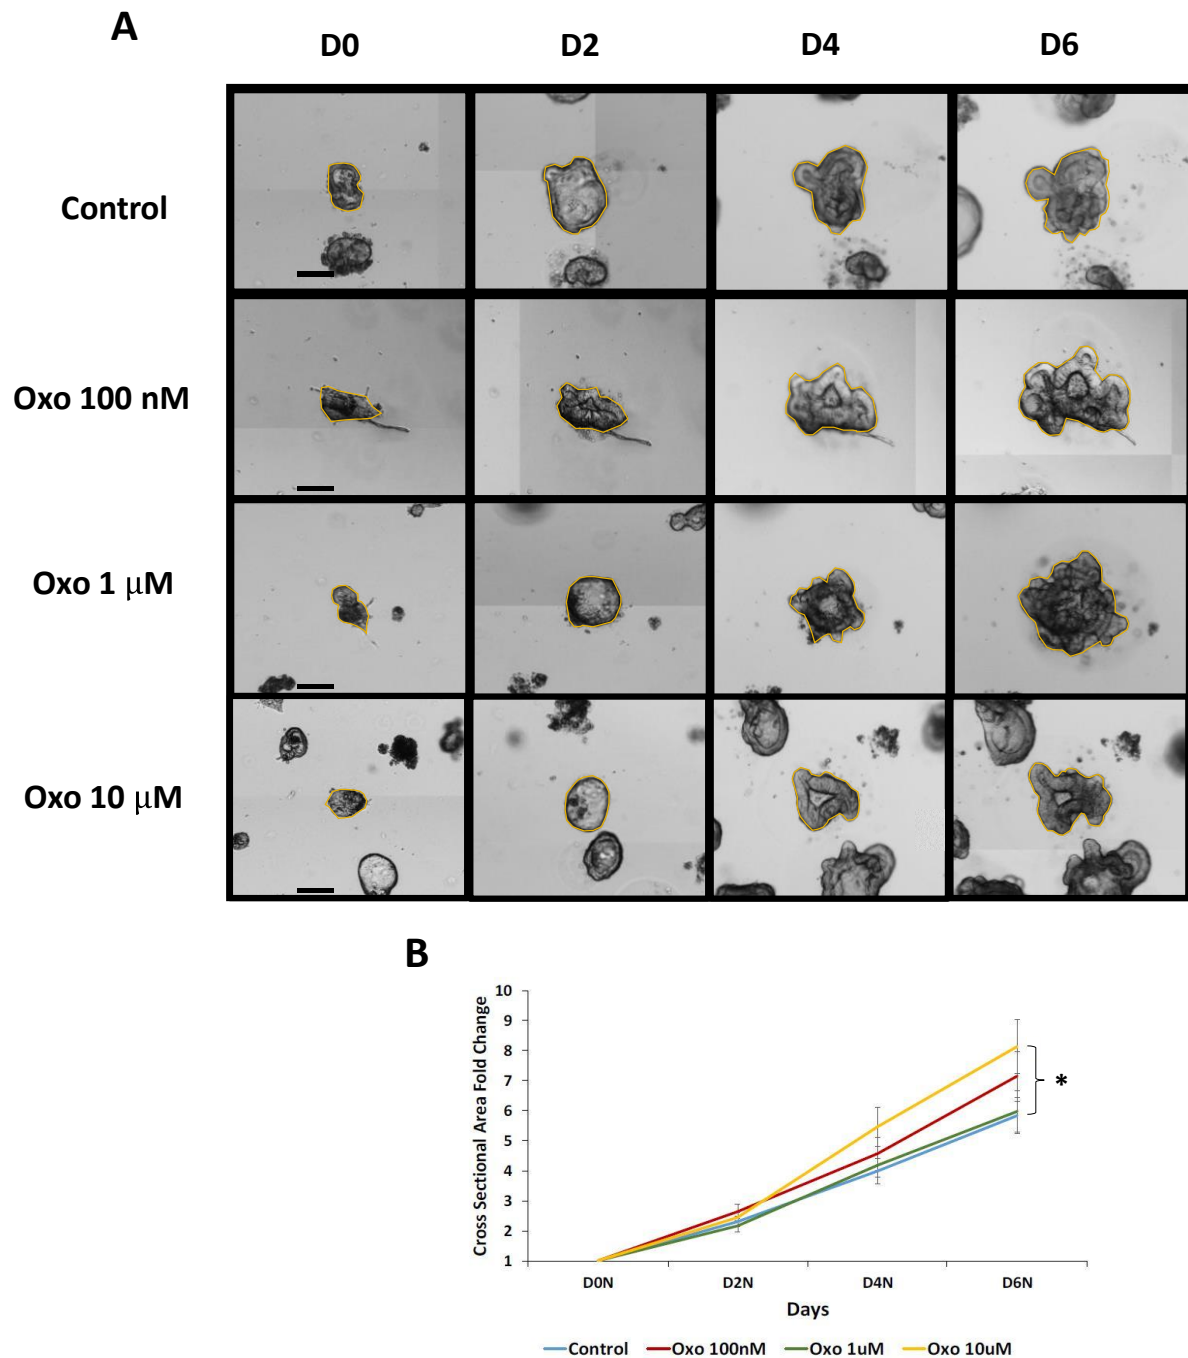 A
D0 D2 D4 D6
Control
Oxo 100 nM
Oxo 1 μM
Oxo 10 μM
B
Cross Sectional Area Fold Change
10
9
8
7
6
5
4
3
2
1
*
D0N D2N D4N D6N
Days
Control Oxo 100nM Oxo 1uM Oxo 10uM